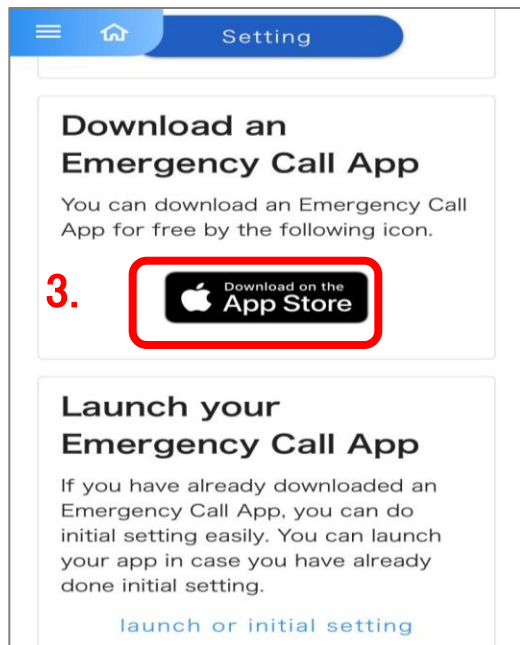 Setting
Download an
Emergency Call App
You can download an Emergency Call
App for free by the following icon.
3.
Download on the
App Store
Launch your
Emergency Call App
If you have already downloaded an
Emergency Call App, you can do
initial setting easily. You can launch
your app in case you have already
done initial setting.
launch or initial setting